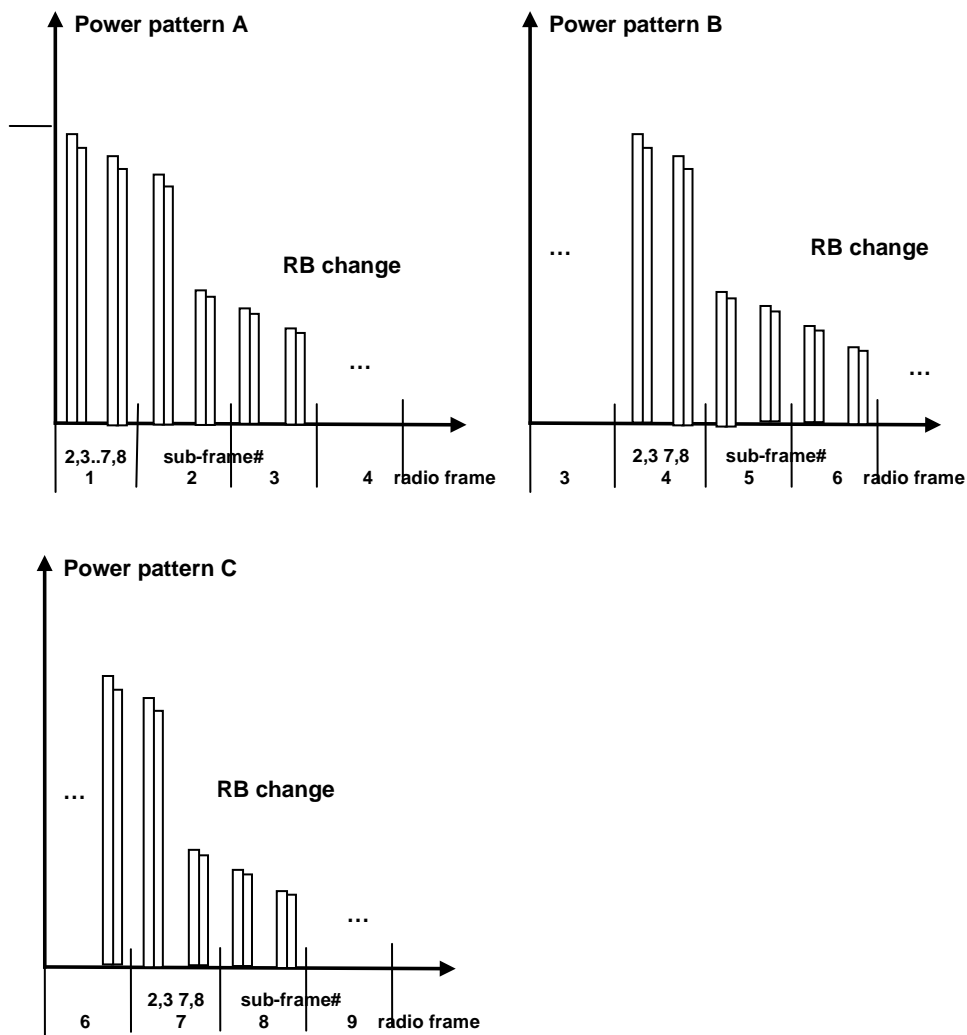 Power pattern A
RB change
...
2,3..7,8 sub-frame#
1 2 3 4 radio frame
Power pattern B
...
RB change
...
2,3 7,8 sub-frame#
3 4 5 6 radio frame
Power pattern C
...
RB change
...
2,3 7,8 sub-frame#
6 7 8 9 radio frame